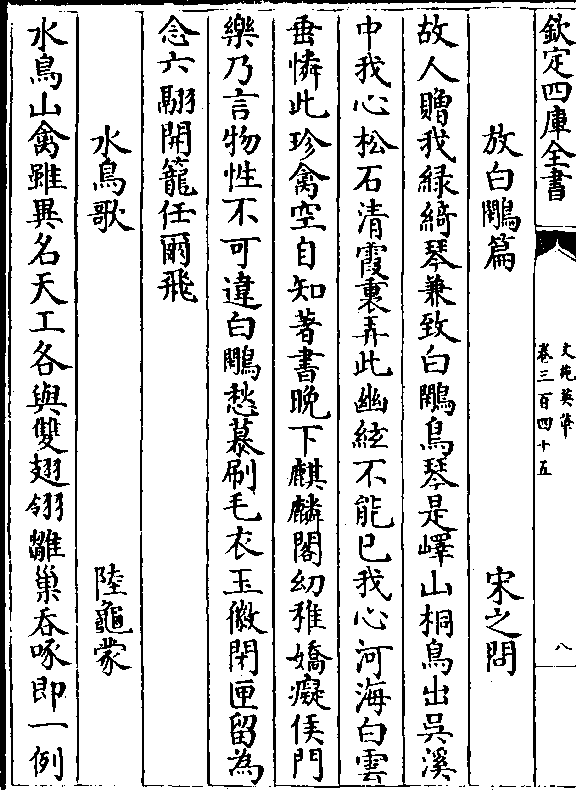 欽定四庫全書
文苑英華
卷三百四十五
八
放白鷴篇 宋之問
故人贈我緑綺琴兼致白鷴鳥琴是嶧山桐鳥出呉溪
中我心松石清霞裏弄此幽絃不能已我心河海白雲
垂憐此珍禽空自知著書晚下麒麟閣幼稚嬌癡侯門
樂乃言物性不可違白鷴愁慕刷毛衣玉徽閉匣留為
念六翮開籠任爾飛
水鳥歌 陸龜蒙
水鳥山禽雖異名天工各與雙翅翎雛巢吞啄即一例